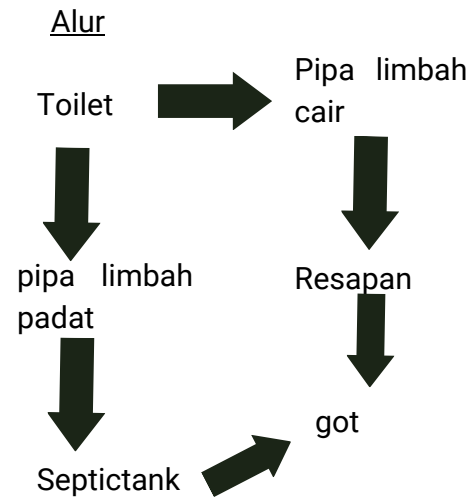 Alur
Toilet
Pipa limbah
cair
pipa limbah
padat
Resapan
got
Septictank